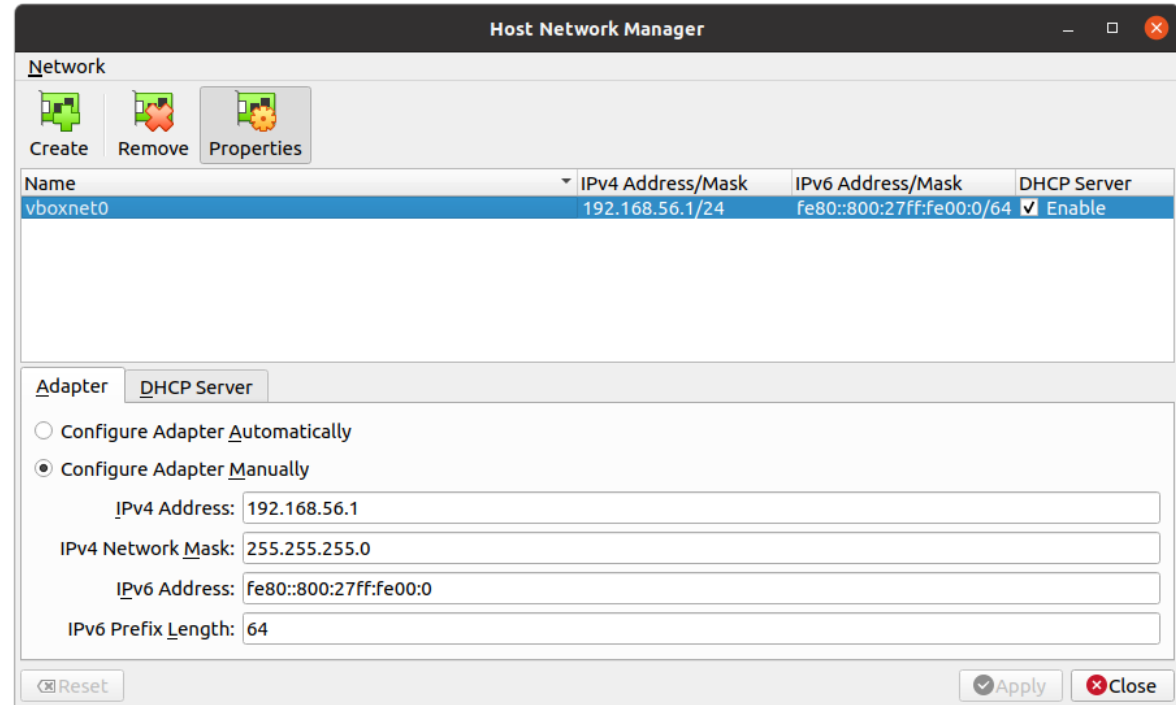 Host Network Manager
Network
Create Remove Properties
Name IPv4 Address/Mask IPv6 Address/Mask DHCP Server
vboxnet0 192.168.56.1/24 fe80::800:27ff:fe00:0/64 Enable
Adapter DHCP Server
Configure Adapter Automatically
Configure Adapter Manually
IPv4 Address: 192.168.56.1
IPv4 Network Mask: 255.255.255.0
IPv6 Address: fe80::800:27ff:fe00:0
IPv6 Prefix Length: 64
Reset Apply Close